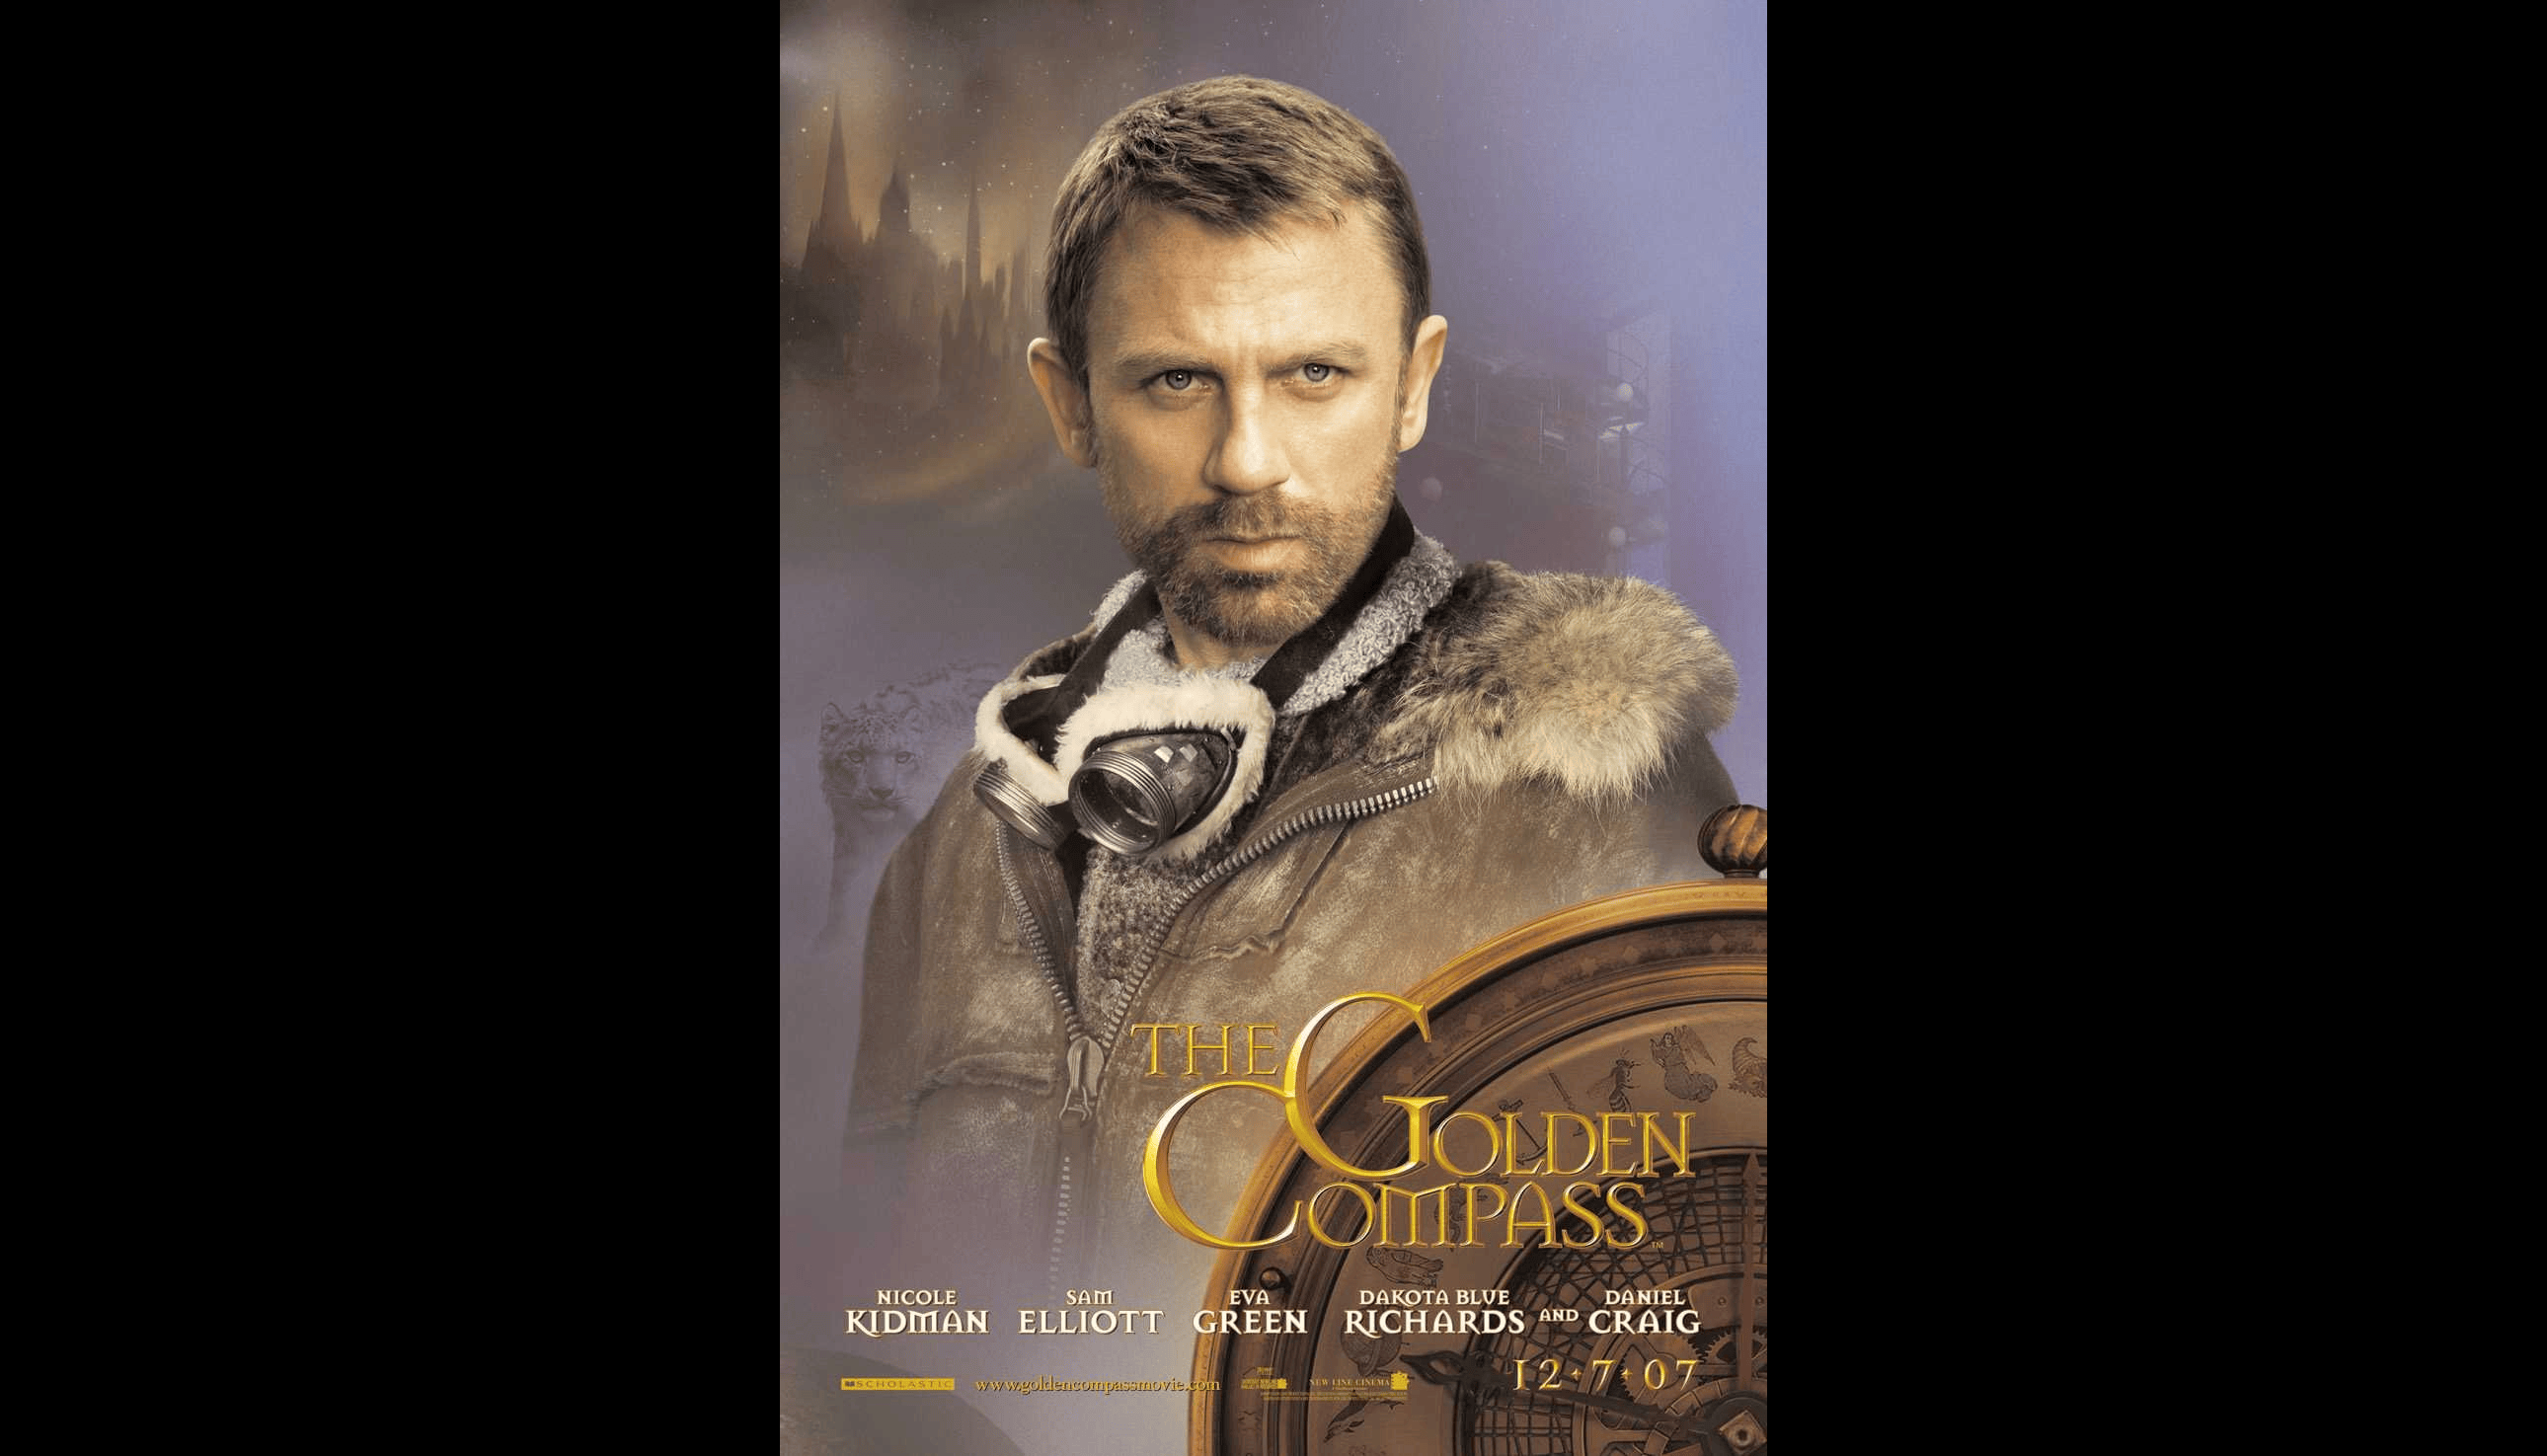 THE
GOLDEN
COMPASS™
NICOLE KIDMAN SAM ELLIOTT EVA GREEN DAKOTA BLUE RICHARDS AND DANIEL CRAIG
12·7·07
SCHOLASTIC www.goldencompassmovie.com NEW LINE CINEMA